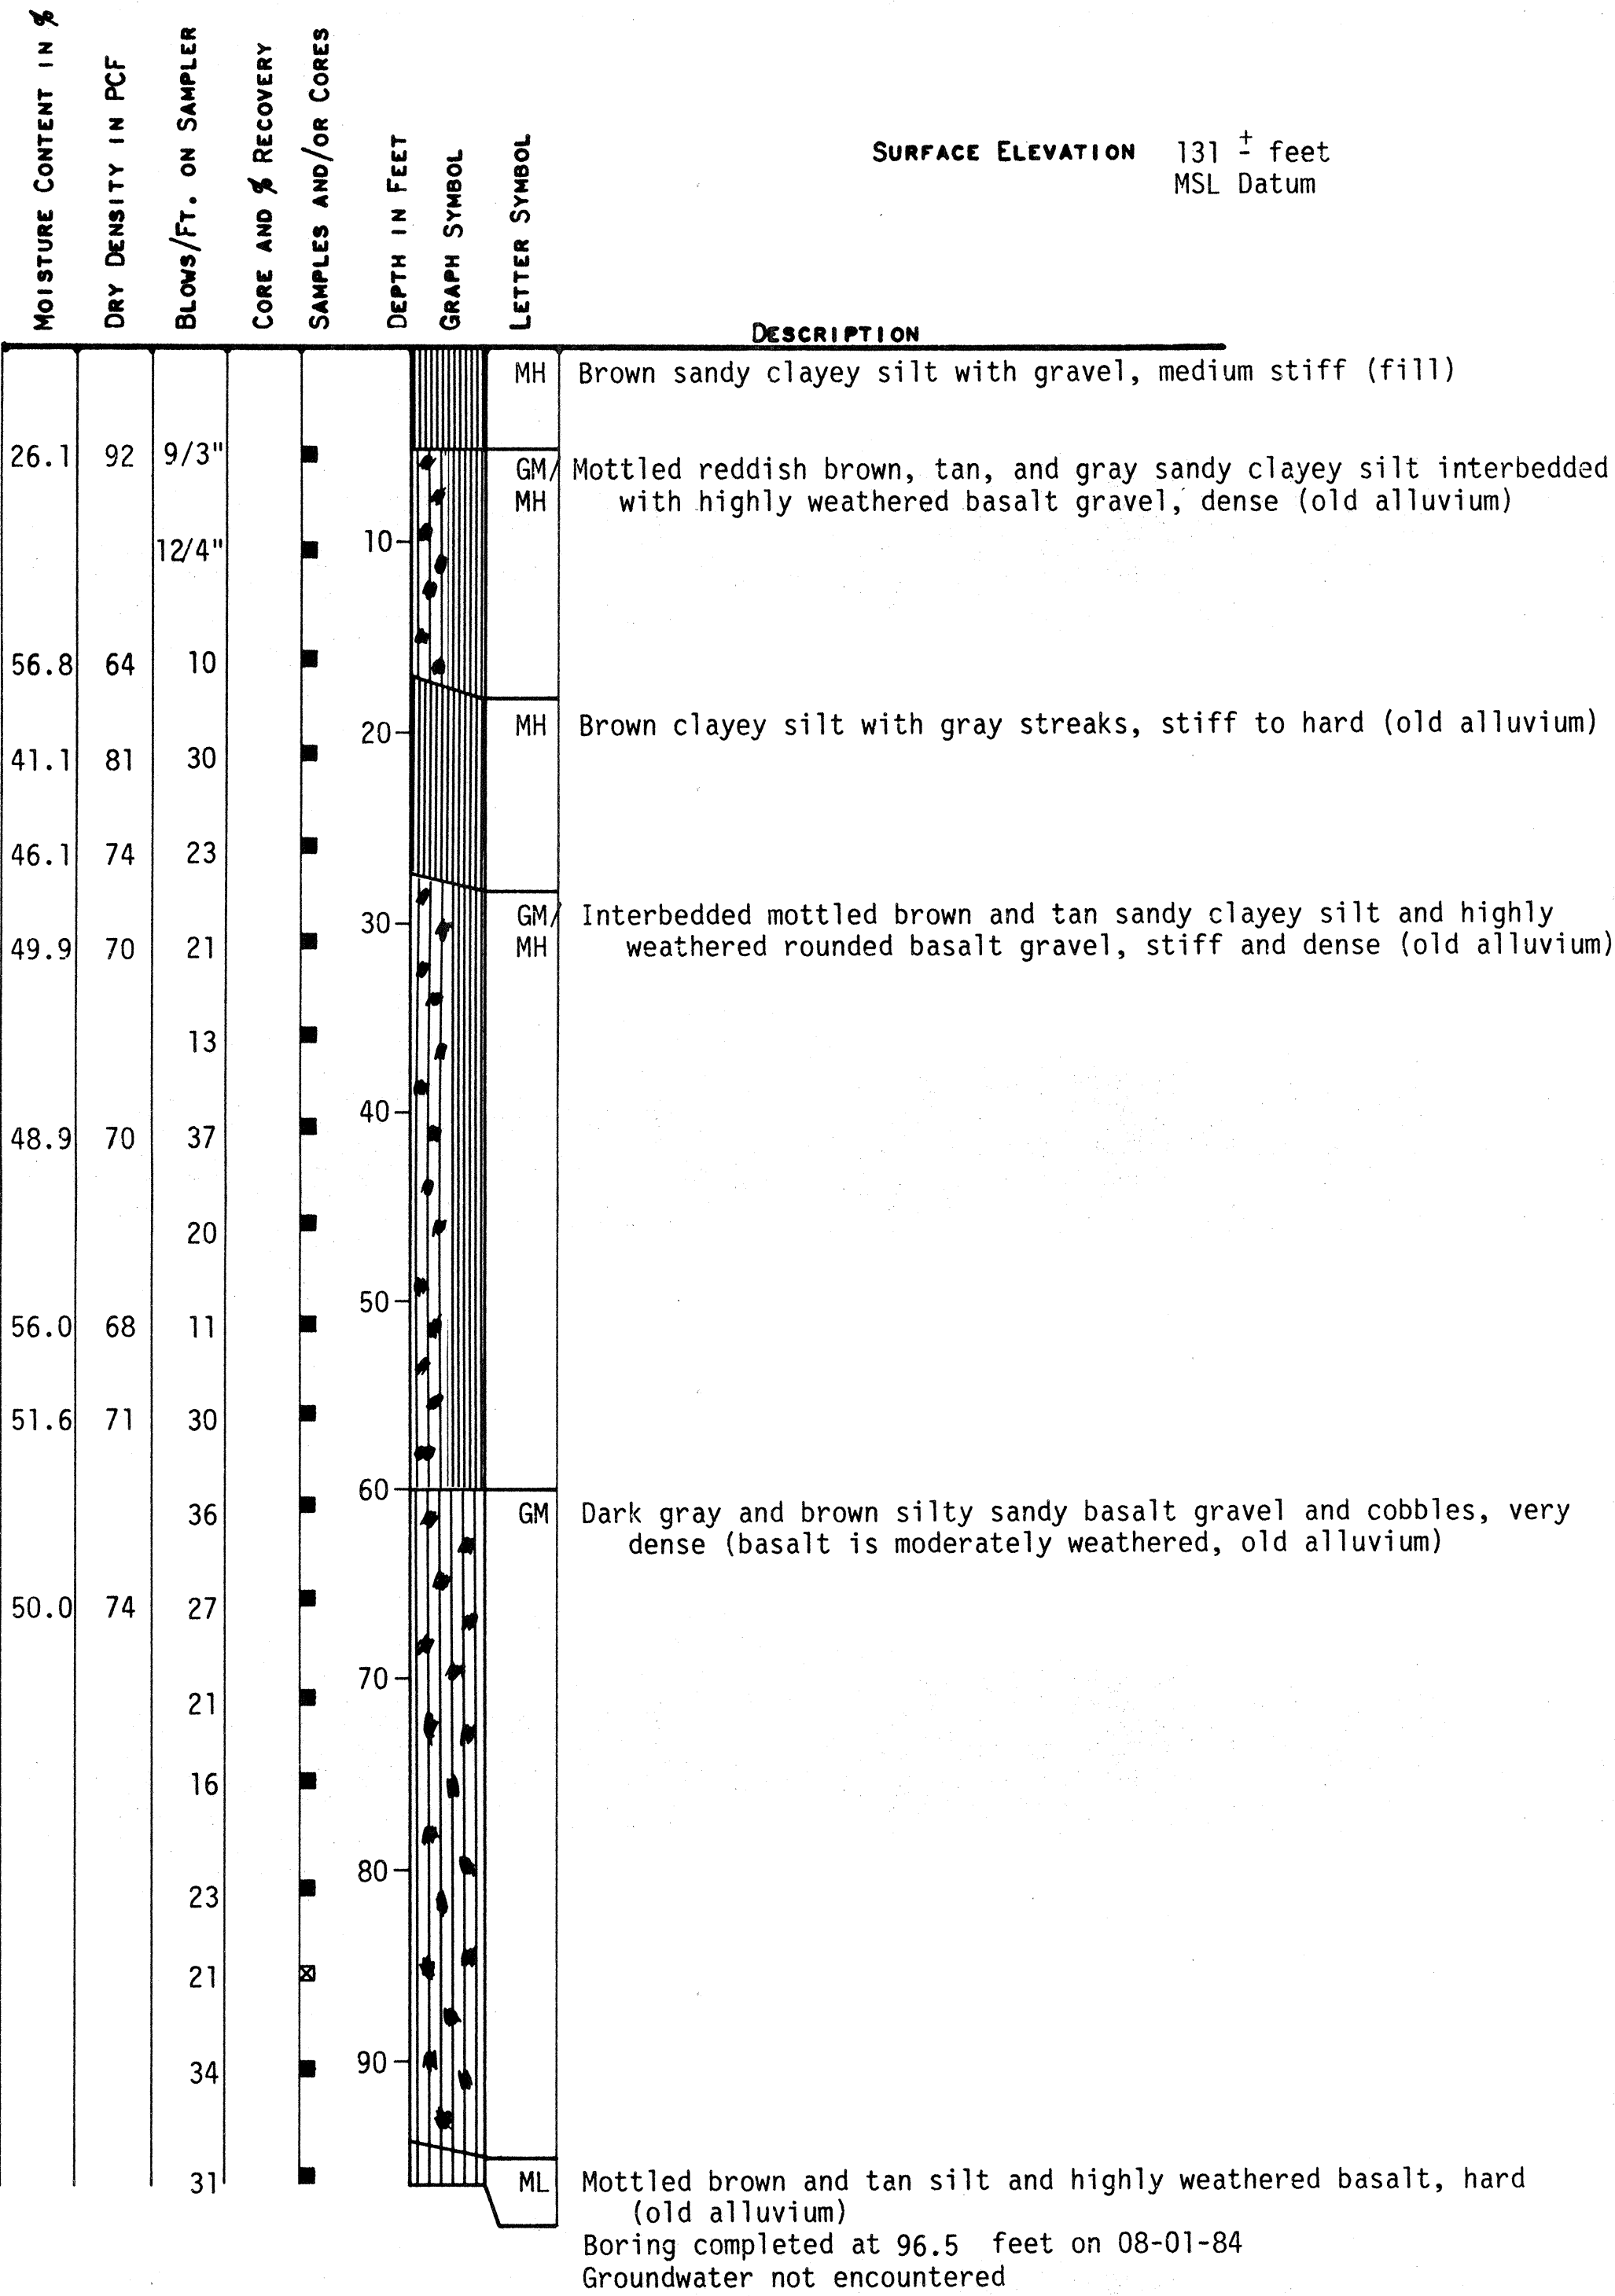 MOISTURE CONTENT IN %
DRY DENSITY IN PCF
BLOWS/FT. ON SAMPLER
CORE AND % RECOVERY
SAMPLES AND/OR CORES
DEPTH IN FEET
GRAPH SYMBOL
LETTER SYMBOL
SURFACE ELEVATION 131 ± feet
MSL Datum
DESCRIPTION
MH Brown sandy clayey silt with gravel, medium stiff (fill)
26.1 92 9/3" GM/ Mottled reddish brown, tan, and gray sandy clayey silt interbedded
MH with highly weathered basalt gravel, dense (old alluvium)
12/4" 10
56.8 64 10
20 MH Brown clayey silt with gray streaks, stiff to hard (old alluvium)
41.1 81 30
46.1 74 23
30 GM/ Interbedded mottled brown and tan sandy clayey silt and highly
49.9 70 21 MH weathered rounded basalt gravel, stiff and dense (old alluvium)
13
40
48.9 70 37
20
50
56.0 68 11
51.6 71 30
60
36 GM Dark gray and brown silty sandy basalt gravel and cobbles, very
dense (basalt is moderately weathered, old alluvium)
50.0 74 27
70
21
16
80
23
21
90
34
31 ML Mottled brown and tan silt and highly weathered basalt, hard
(old alluvium)
Boring completed at 96.5 feet on 08-01-84
Groundwater not encountered